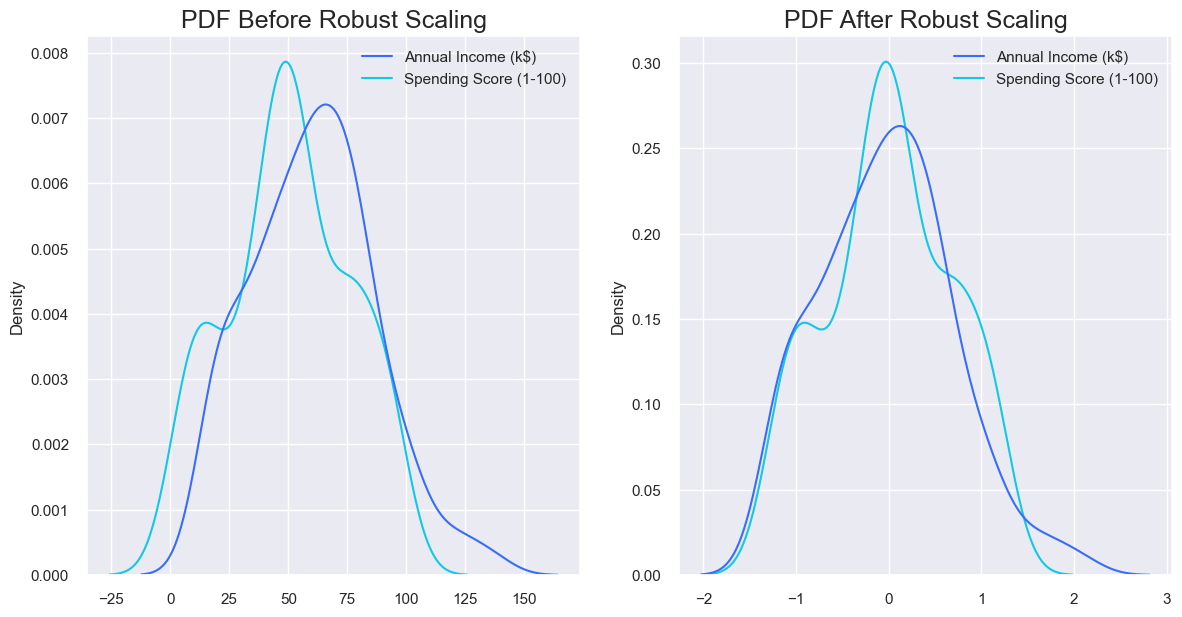 PDF Before Robust Scaling
Annual Income (k$)
Spending Score (1-100)
0.008
0.007
0.006
0.005
0.004
0.003
0.002
0.001
0.000
Density
−25 0 25 50 75 100 125 150
PDF After Robust Scaling
Annual Income (k$)
Spending Score (1-100)
0.30
0.25
0.20
0.15
0.10
0.05
0.00
Density
−2 −1 0 1 2 3